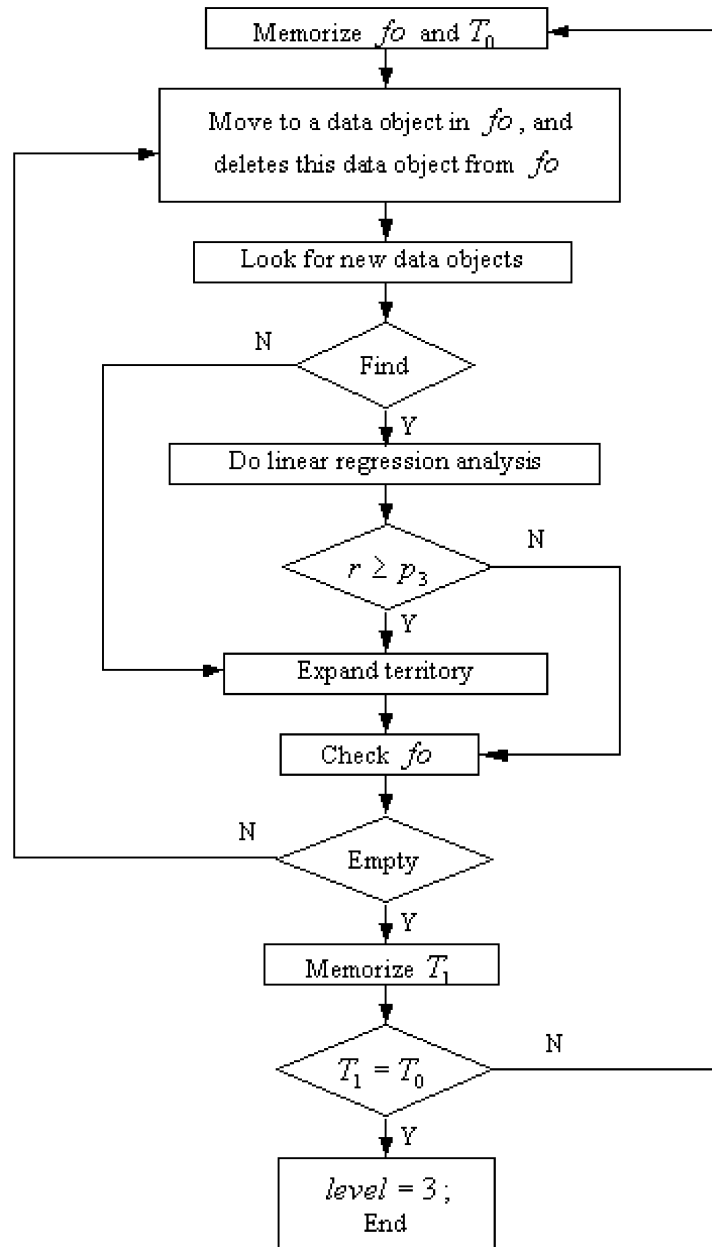 Memorize fo and T₀
Move to a data object in fo, and
deletes this data object from fo
Look for new data objects
N
Find
Y
Do linear regression analysis
N
r ≥ p₃
Y
Expand territory
Check fo
N
Empty
Y
Memorize T₁
N
T₁ = T₀
Y
level = 3 ;
End